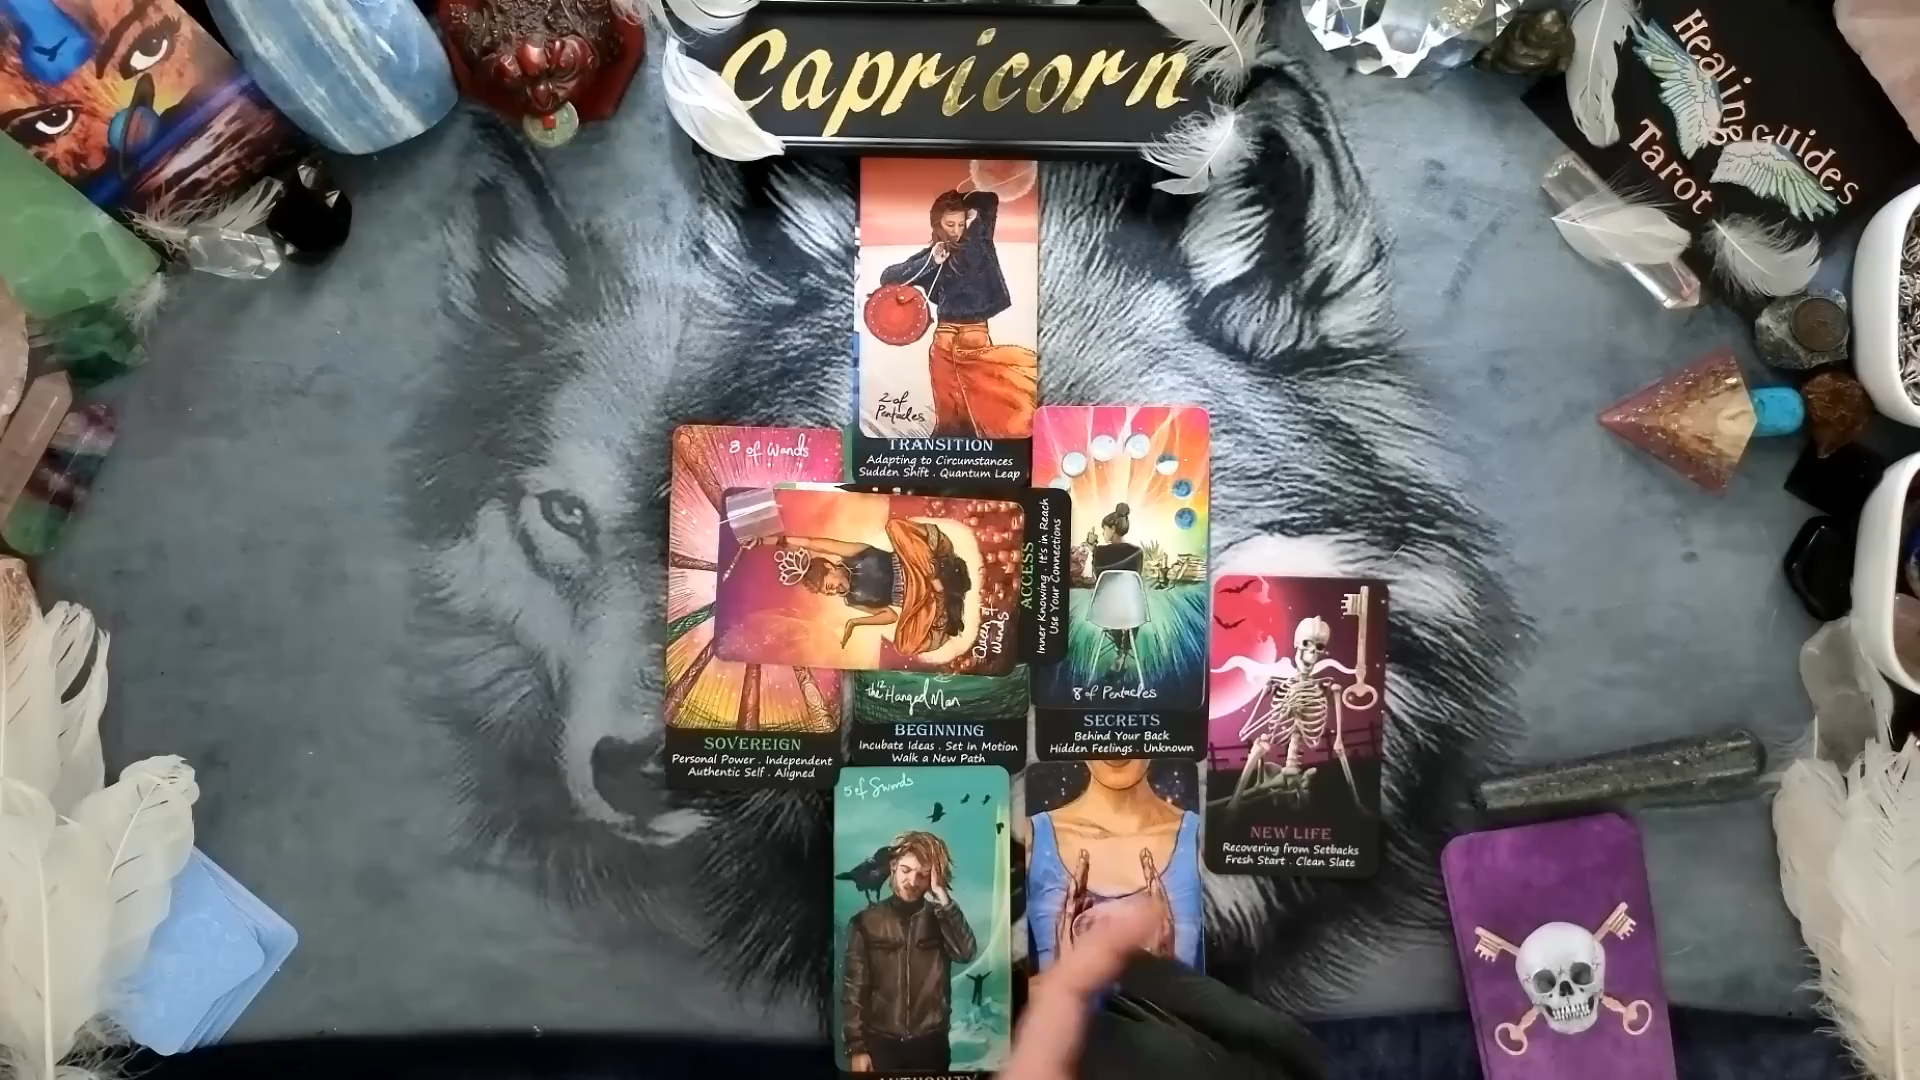 Capricorn
Healing Guides
Tarot
2 of
Pentacles
TRANSITION
Adapting to Circumstances
Sudden Shift . Quantum Leap
8 of Wands
SOVEREIGN
Personal Power . Independent
Authentic Self . Aligned
Queen of
Wands
ACCESS
Inner Knowing . It's in Reach
Use Your Connections
12
the Hanged Man
BEGINNING
Incubate Ideas . Set In Motion
Walk a New Path
8 of Pentacles
SECRETS
Behind Your Back
Hidden Feelings . Unknown
NEW LIFE
Recovering from Setbacks
Fresh Start . Clean Slate
5 of Swords
AUTHORITY